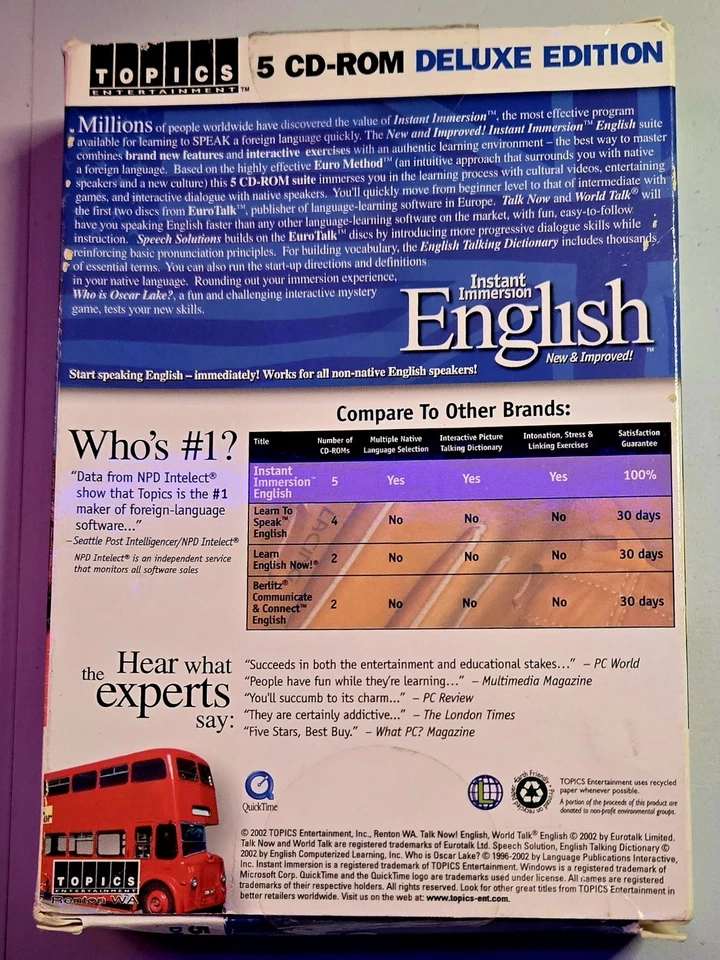 TOPICS
ENTERTAINMENT™
5 CD-ROM DELUXE EDITION
Millions of people worldwide have discovered the value of Instant Immersion™, the most effective program
available for learning to SPEAK a foreign language quickly. The New and Improved! Instant Immersion™ English suite
combines brand new features and interactive exercises with an authentic learning environment – the best way to master
a foreign language. Based on the highly effective Euro Method™ (an intuitive approach that surrounds you with native
speakers and a new culture) this 5 CD-ROM suite immerses you in the learning process with cultural videos, entertaining
games, and interactive dialogue with native speakers. You'll quickly move from beginner level to that of intermediate with
the first two discs from EuroTalk™, publisher of language-learning software in Europe. Talk Now and World Talk® will
have you speaking English faster than any other language-learning software on the market, with fun, easy-to-follow
instruction. Speech Solutions builds on the EuroTalk™ discs by introducing more progressive dialogue skills while
reinforcing basic pronunciation principles. For building vocabulary, the English Talking Dictionary includes thousands
of essential terms. You can also run the start-up directions and definitions
in your native language. Rounding out your immersion experience,
Who is Oscar Lake?, a fun and challenging interactive mystery
game, tests your new skills.
Instant
Immersion
English™
New & Improved!
Start speaking English – immediately! Works for all non-native English speakers!
Who's #1?
"Data from NPD Intelect®
show that Topics is the #1
maker of foreign-language
software..."
–Seattle Post Intelligencer/NPD Intelect®
NPD Intelect® is an independent service
that monitors all software sales
Compare To Other Brands:
Title Number of CD-ROMs Multiple Native Language Selection Interactive Picture Talking Dictionary Intonation, Stress & Linking Exercises Satisfaction Guarantee
Instant Immersion™ English 5 Yes Yes Yes 100%
Learn To Speak™ English 4 No No No 30 days
Learn English Now!® 2 No No No 30 days
Berlitz® Communicate & Connect™ English 2 No No No 30 days
Hear what
the experts
say:
"Succeeds in both the entertainment and educational stakes..." – PC World
"People have fun while they're learning..." – Multimedia Magazine
"You'll succumb to its charm..." – PC Review
"They are certainly addictive..." – The London Times
"Five Stars, Best Buy." – What PC? Magazine
QuickTime
Earth Friendly
TOPICS Entertainment uses recycled
paper whenever possible.
A portion of the proceeds of this product are
donated to non-profit environmental groups.
© 2002 TOPICS Entertainment, Inc., Renton WA. Talk Now! English, World Talk® English © 2002 by Eurotalk Limited.
Talk Now and World Talk are registered trademarks of Eurotalk Ltd. Speech Solution, English Talking Dictionary ©
2002 by English Computerized Learning, Inc. Who is Oscar Lake? © 1996-2002 by Language Publications Interactive,
Inc. Instant Immersion is a registered trademark of TOPICS Entertainment. Windows is a registered trademark of
Microsoft Corp. QuickTime and the QuickTime logo are trademarks used under license. All names are registered
trademarks of their respective holders. All rights reserved. Look for other great titles from TOPICS Entertainment in
better retailers worldwide. Visit us on the web at: www.topics-ent.com.
TOPICS
ENTERTAINMENT
Renton WA